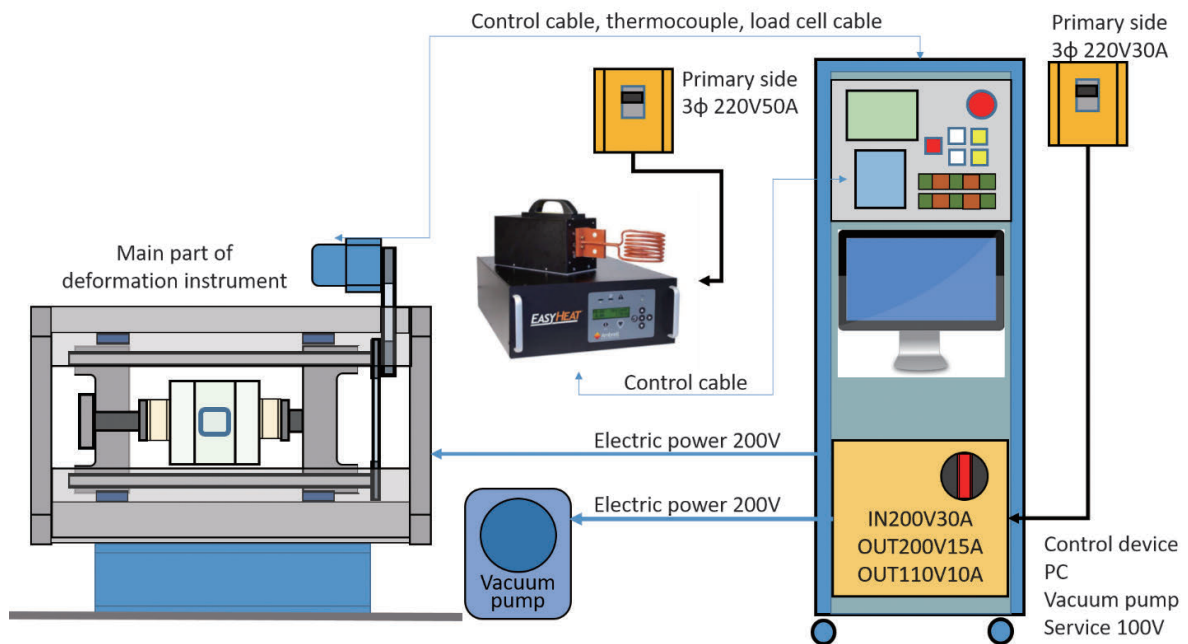 Control cable, thermocouple, load cell cable
Primary side
3ϕ 220V50A
Primary side
3ϕ 220V30A
Main part of
deformation instrument
EASYHEAT
Control cable
Electric power 200V
Electric power 200V
Vacuum
pump
IN200V30A
OUT200V15A
OUT110V10A
Control device
PC
Vacuum pump
Service 100V